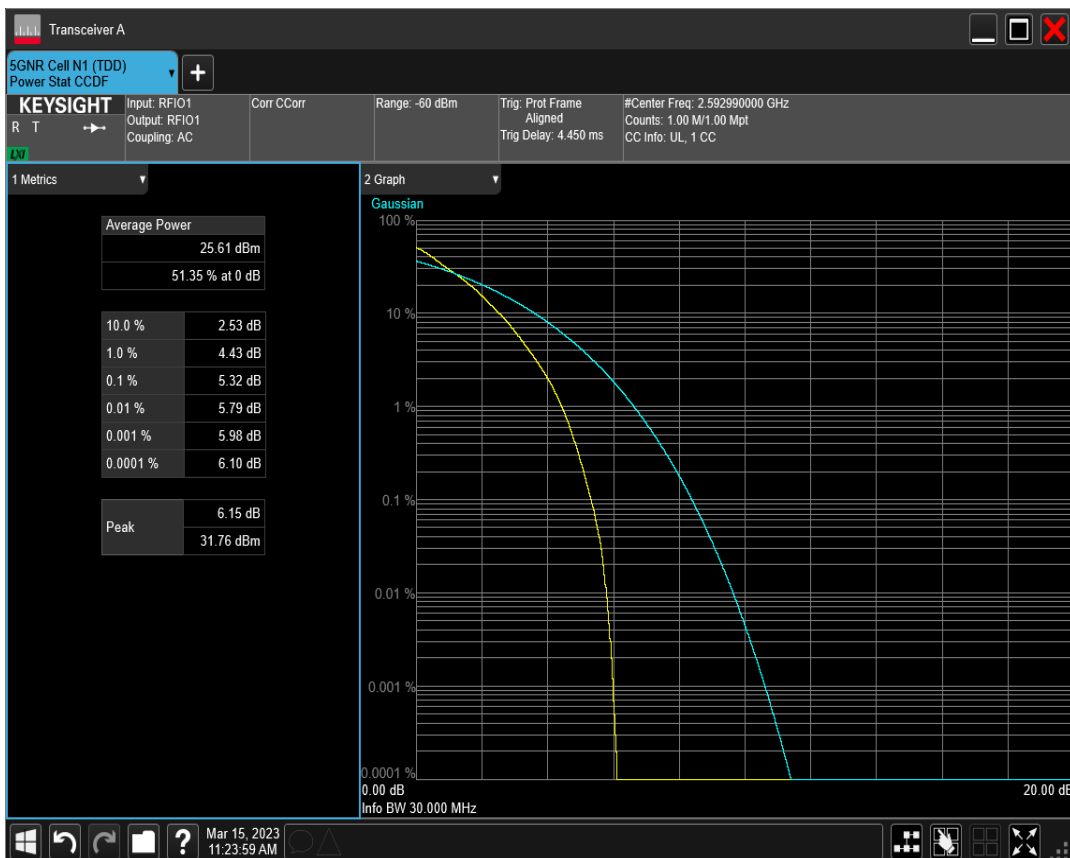 Transceiver A
5GNR Cell N1 (TDD)
Power Stat CCDF
KEYSIGHT
R T
LXI
Input: RFIO1
Output: RFIO1
Coupling: AC
Corr CCorr
Range: -60 dBm
Trig: Prot Frame
Aligned
Trig Delay: 4.450 ms
#Center Freq: 2.592990000 GHz
Counts: 1.00 M/1.00 Mpt
CC Info: UL, 1 CC
1 Metrics
Average Power
25.61 dBm
51.35 % at 0 dB
10.0 % 2.53 dB
1.0 % 4.43 dB
0.1 % 5.32 dB
0.01 % 5.79 dB
0.001 % 5.98 dB
0.0001 % 6.10 dB
Peak 6.15 dB
31.76 dBm
2 Graph
Gaussian
100 %
10 %
1 %
0.1 %
0.01 %
0.001 %
0.0001 %
0.00 dB 20.00 dB
Info BW 30.000 MHz
?
Mar 15, 2023
11:23:59 AM